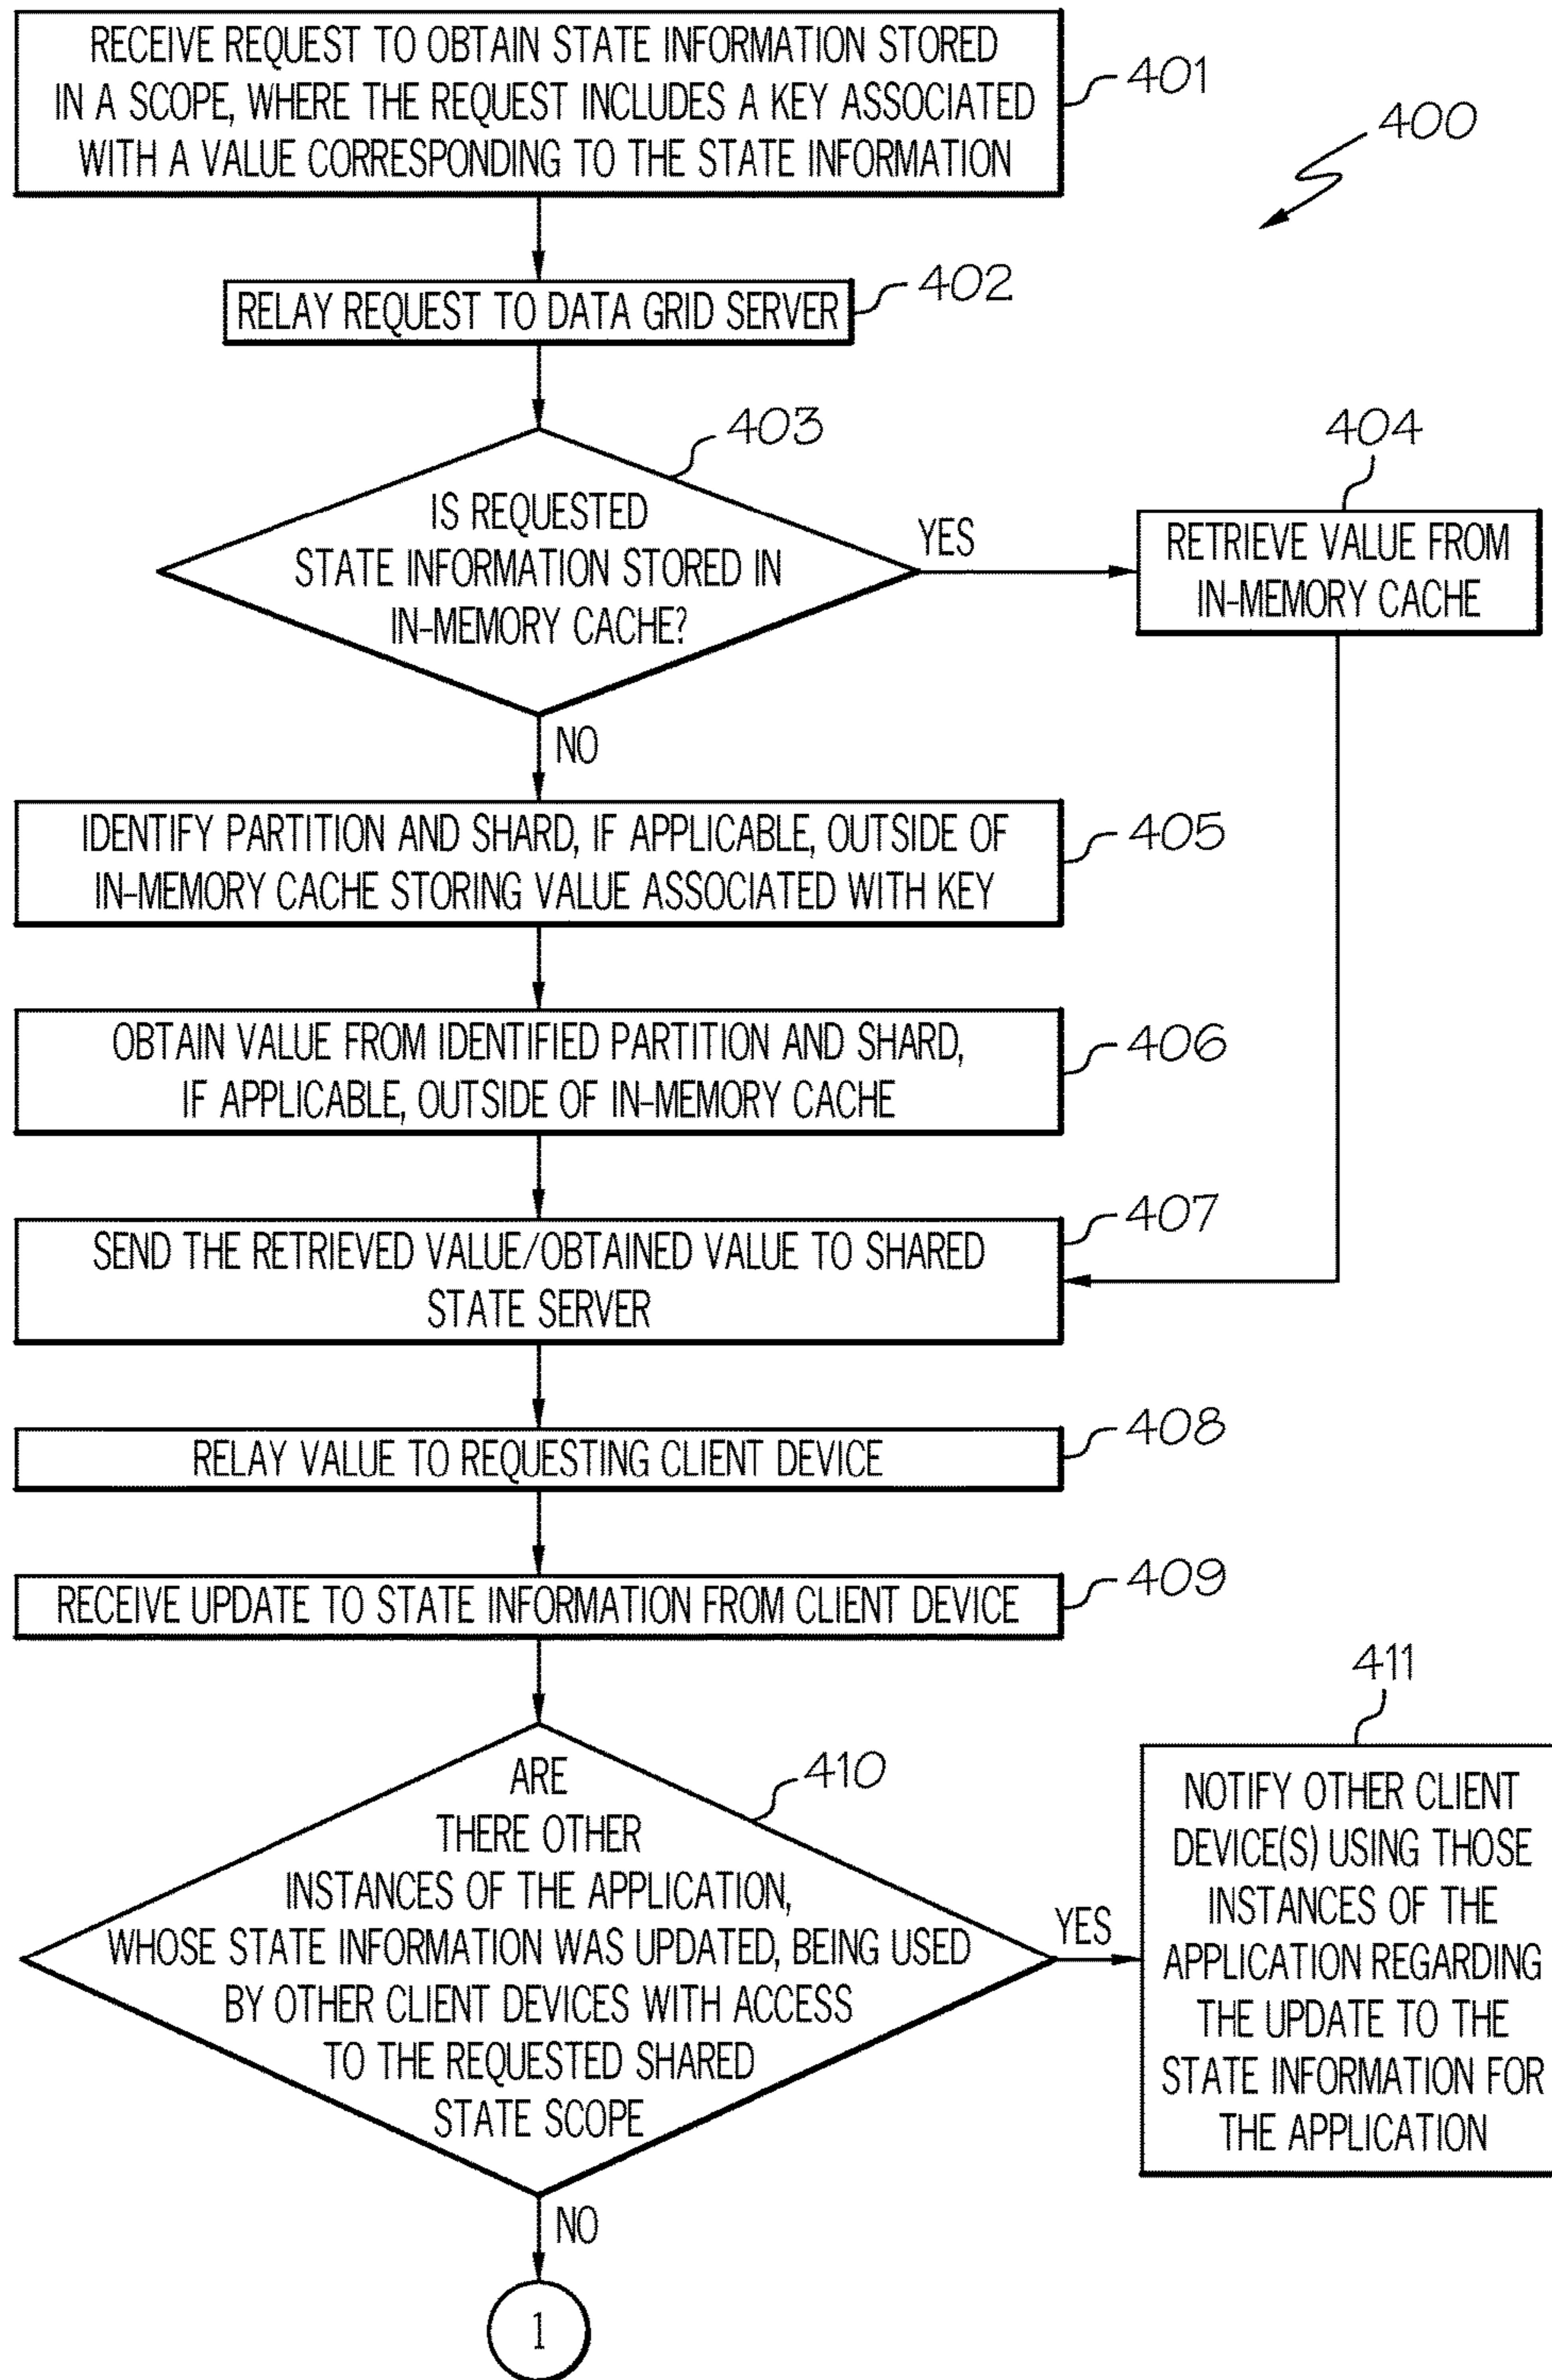 RECEIVE REQUEST TO OBTAIN STATE INFORMATION STORED
IN A SCOPE, WHERE THE REQUEST INCLUDES A KEY ASSOCIATED
WITH A VALUE CORRESPONDING TO THE STATE INFORMATION
401
400
RELAY REQUEST TO DATA GRID SERVER
402
403
IS REQUESTED
STATE INFORMATION STORED IN
IN-MEMORY CACHE?
YES
404
RETRIEVE VALUE FROM
IN-MEMORY CACHE
NO
IDENTIFY PARTITION AND SHARD, IF APPLICABLE, OUTSIDE OF
IN-MEMORY CACHE STORING VALUE ASSOCIATED WITH KEY
405
OBTAIN VALUE FROM IDENTIFIED PARTITION AND SHARD,
IF APPLICABLE, OUTSIDE OF IN-MEMORY CACHE
406
SEND THE RETRIEVED VALUE/OBTAINED VALUE TO SHARED
STATE SERVER
407
RELAY VALUE TO REQUESTING CLIENT DEVICE
408
RECEIVE UPDATE TO STATE INFORMATION FROM CLIENT DEVICE
409
410
ARE
THERE OTHER
INSTANCES OF THE APPLICATION,
WHOSE STATE INFORMATION WAS UPDATED, BEING USED
BY OTHER CLIENT DEVICES WITH ACCESS
TO THE REQUESTED SHARED
STATE SCOPE
YES
411
NOTIFY OTHER CLIENT
DEVICE(S) USING THOSE
INSTANCES OF THE
APPLICATION REGARDING
THE UPDATE TO THE
STATE INFORMATION FOR
THE APPLICATION
NO
1